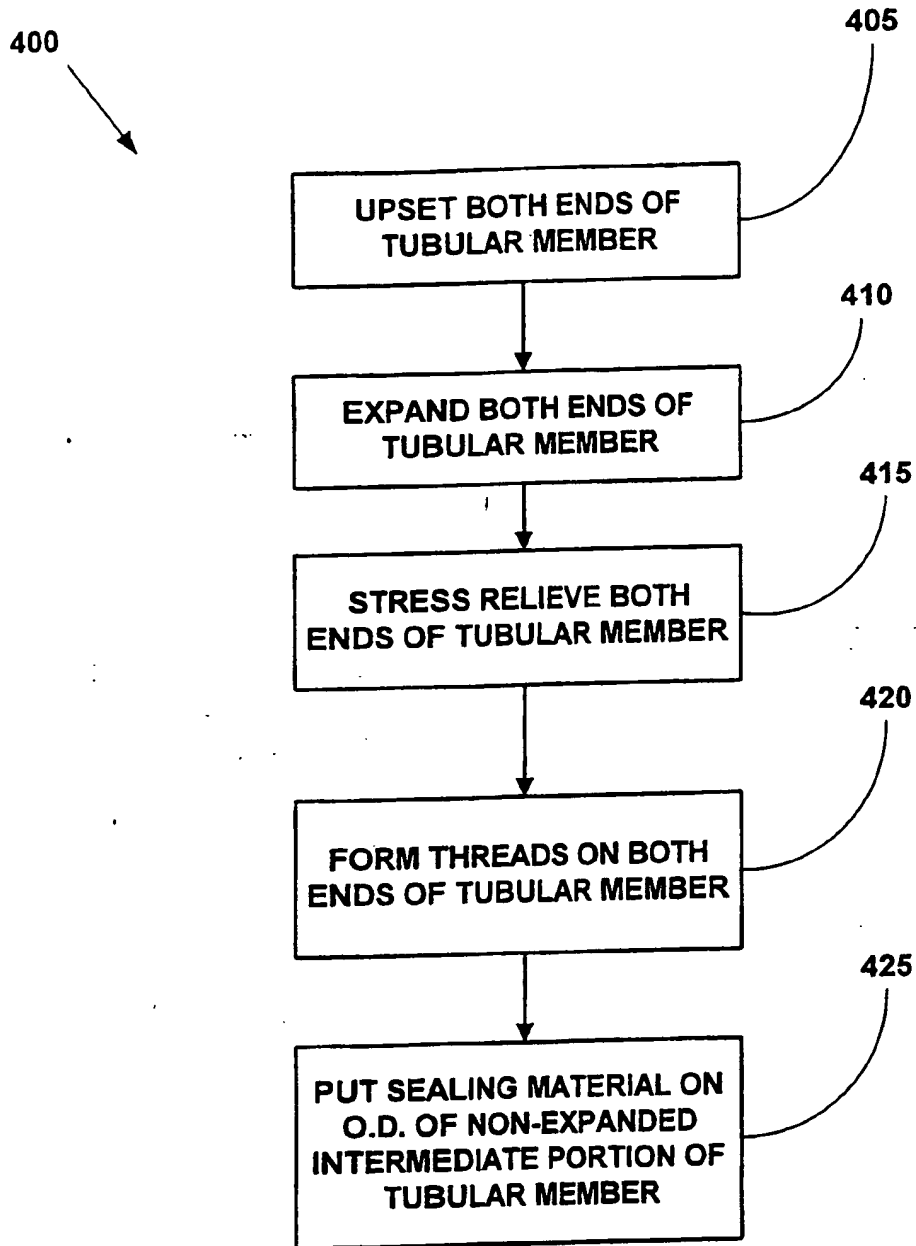 400
405
UPSET BOTH ENDS OF
TUBULAR MEMBER
410
EXPAND BOTH ENDS OF
TUBULAR MEMBER
415
STRESS RELIEVE BOTH
ENDS OF TUBULAR MEMBER
420
FORM THREADS ON BOTH
ENDS OF TUBULAR MEMBER
425
PUT SEALING MATERIAL ON
O.D. OF NON-EXPANDED
INTERMEDIATE PORTION OF
TUBULAR MEMBER